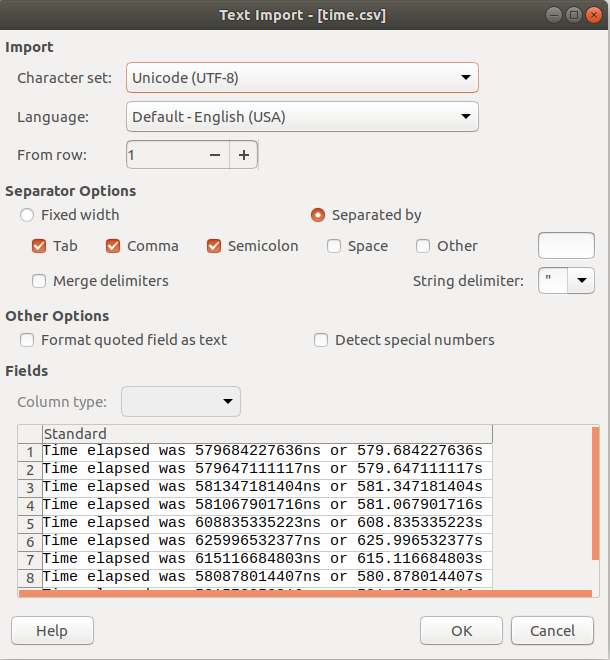 Text Import - [time.csv]
Import
Character set: Unicode (UTF-8)
Language: Default - English (USA)
From row: 1
Separator Options
Fixed width Separated by
Tab Comma Semicolon Space Other
Merge delimiters String delimiter: "
Other Options
Format quoted field as text Detect special numbers
Fields
Column type:
Standard
1 Time elapsed was 579684227636ns or 579.684227636s
2 Time elapsed was 579647111117ns or 579.647111117s
3 Time elapsed was 581347181404ns or 581.347181404s
4 Time elapsed was 581067901716ns or 581.067901716s
5 Time elapsed was 608835335223ns or 608.835335223s
6 Time elapsed was 625996532377ns or 625.996532377s
7 Time elapsed was 615116684803ns or 615.116684803s
8 Time elapsed was 580878014407ns or 580.878014407s
Help OK Cancel